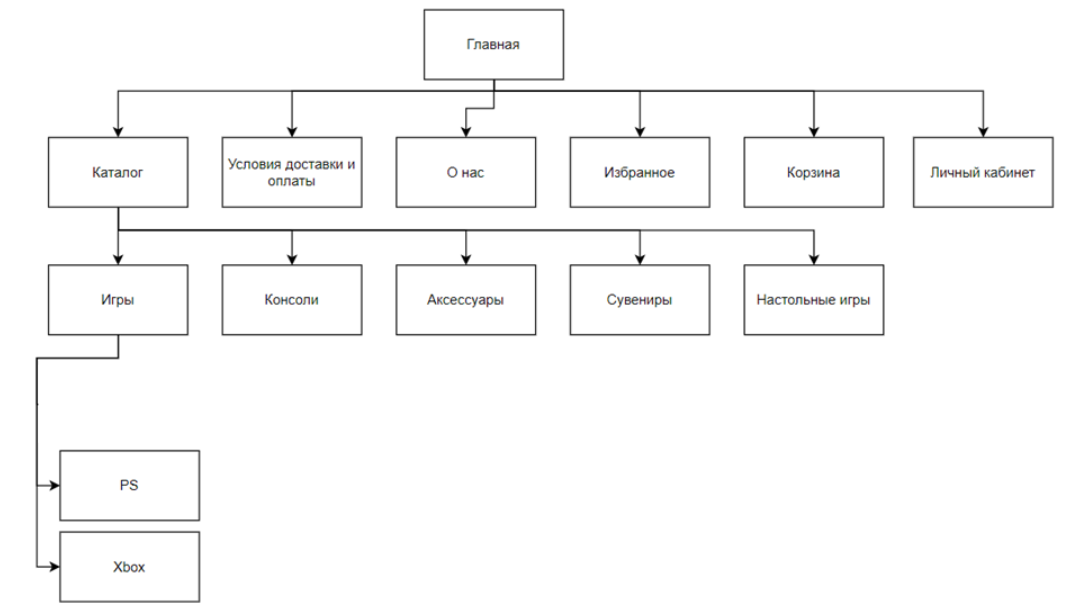 Главная
Каталог
Условия доставки и
оплаты
О нас
Избранное
Корзина
Личный кабинет
Игры
Консоли
Аксессуары
Сувениры
Настольные игры
PS
Xbox